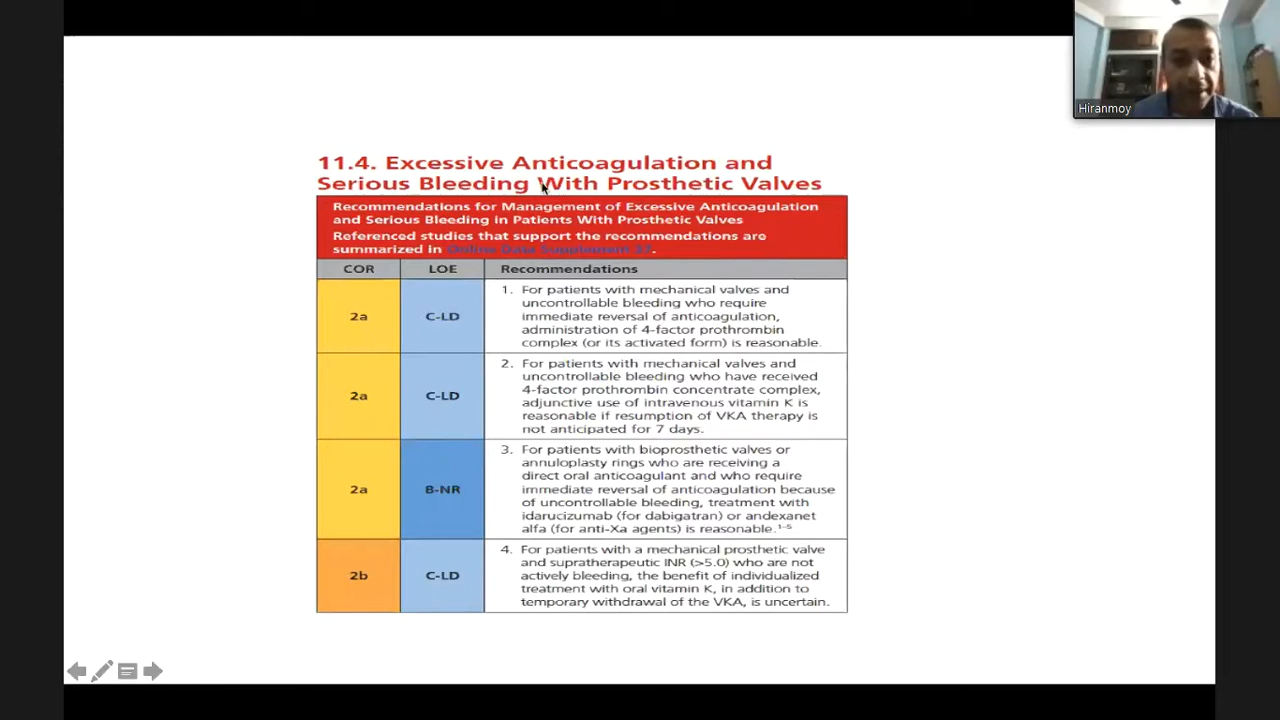 Hiranmoy
11.4. Excessive Anticoagulation and
Serious Bleeding With Prosthetic Valves
Recommendations for Management of Excessive Anticoagulation
and Serious Bleeding in Patients With Prosthetic Valves
Referenced studies that support the recommendations are
summarized in Online Data Supplement 37.
COR LOE Recommendations
2a C-LD 1. For patients with mechanical valves and
uncontrollable bleeding who require
immediate reversal of anticoagulation,
administration of 4-factor prothrombin
complex (or its activated form) is reasonable.
2a C-LD 2. For patients with mechanical valves and
uncontrollable bleeding who have received
4-factor prothrombin concentrate complex,
adjunctive use of intravenous vitamin K is
reasonable if resumption of VKA therapy is
not anticipated for 7 days.
2a B-NR 3. For patients with bioprosthetic valves or
annuloplasty rings who are receiving a
direct oral anticoagulant and who require
immediate reversal of anticoagulation because
of uncontrollable bleeding, treatment with
idarucizumab (for dabigatran) or andexanet
alfa (for anti-Xa agents) is reasonable.1-5
2b C-LD 4. For patients with a mechanical prosthetic valve
and supratherapeutic INR (>5.0) who are not
actively bleeding, the benefit of individualized
treatment with oral vitamin K, in addition to
temporary withdrawal of the VKA, is uncertain.